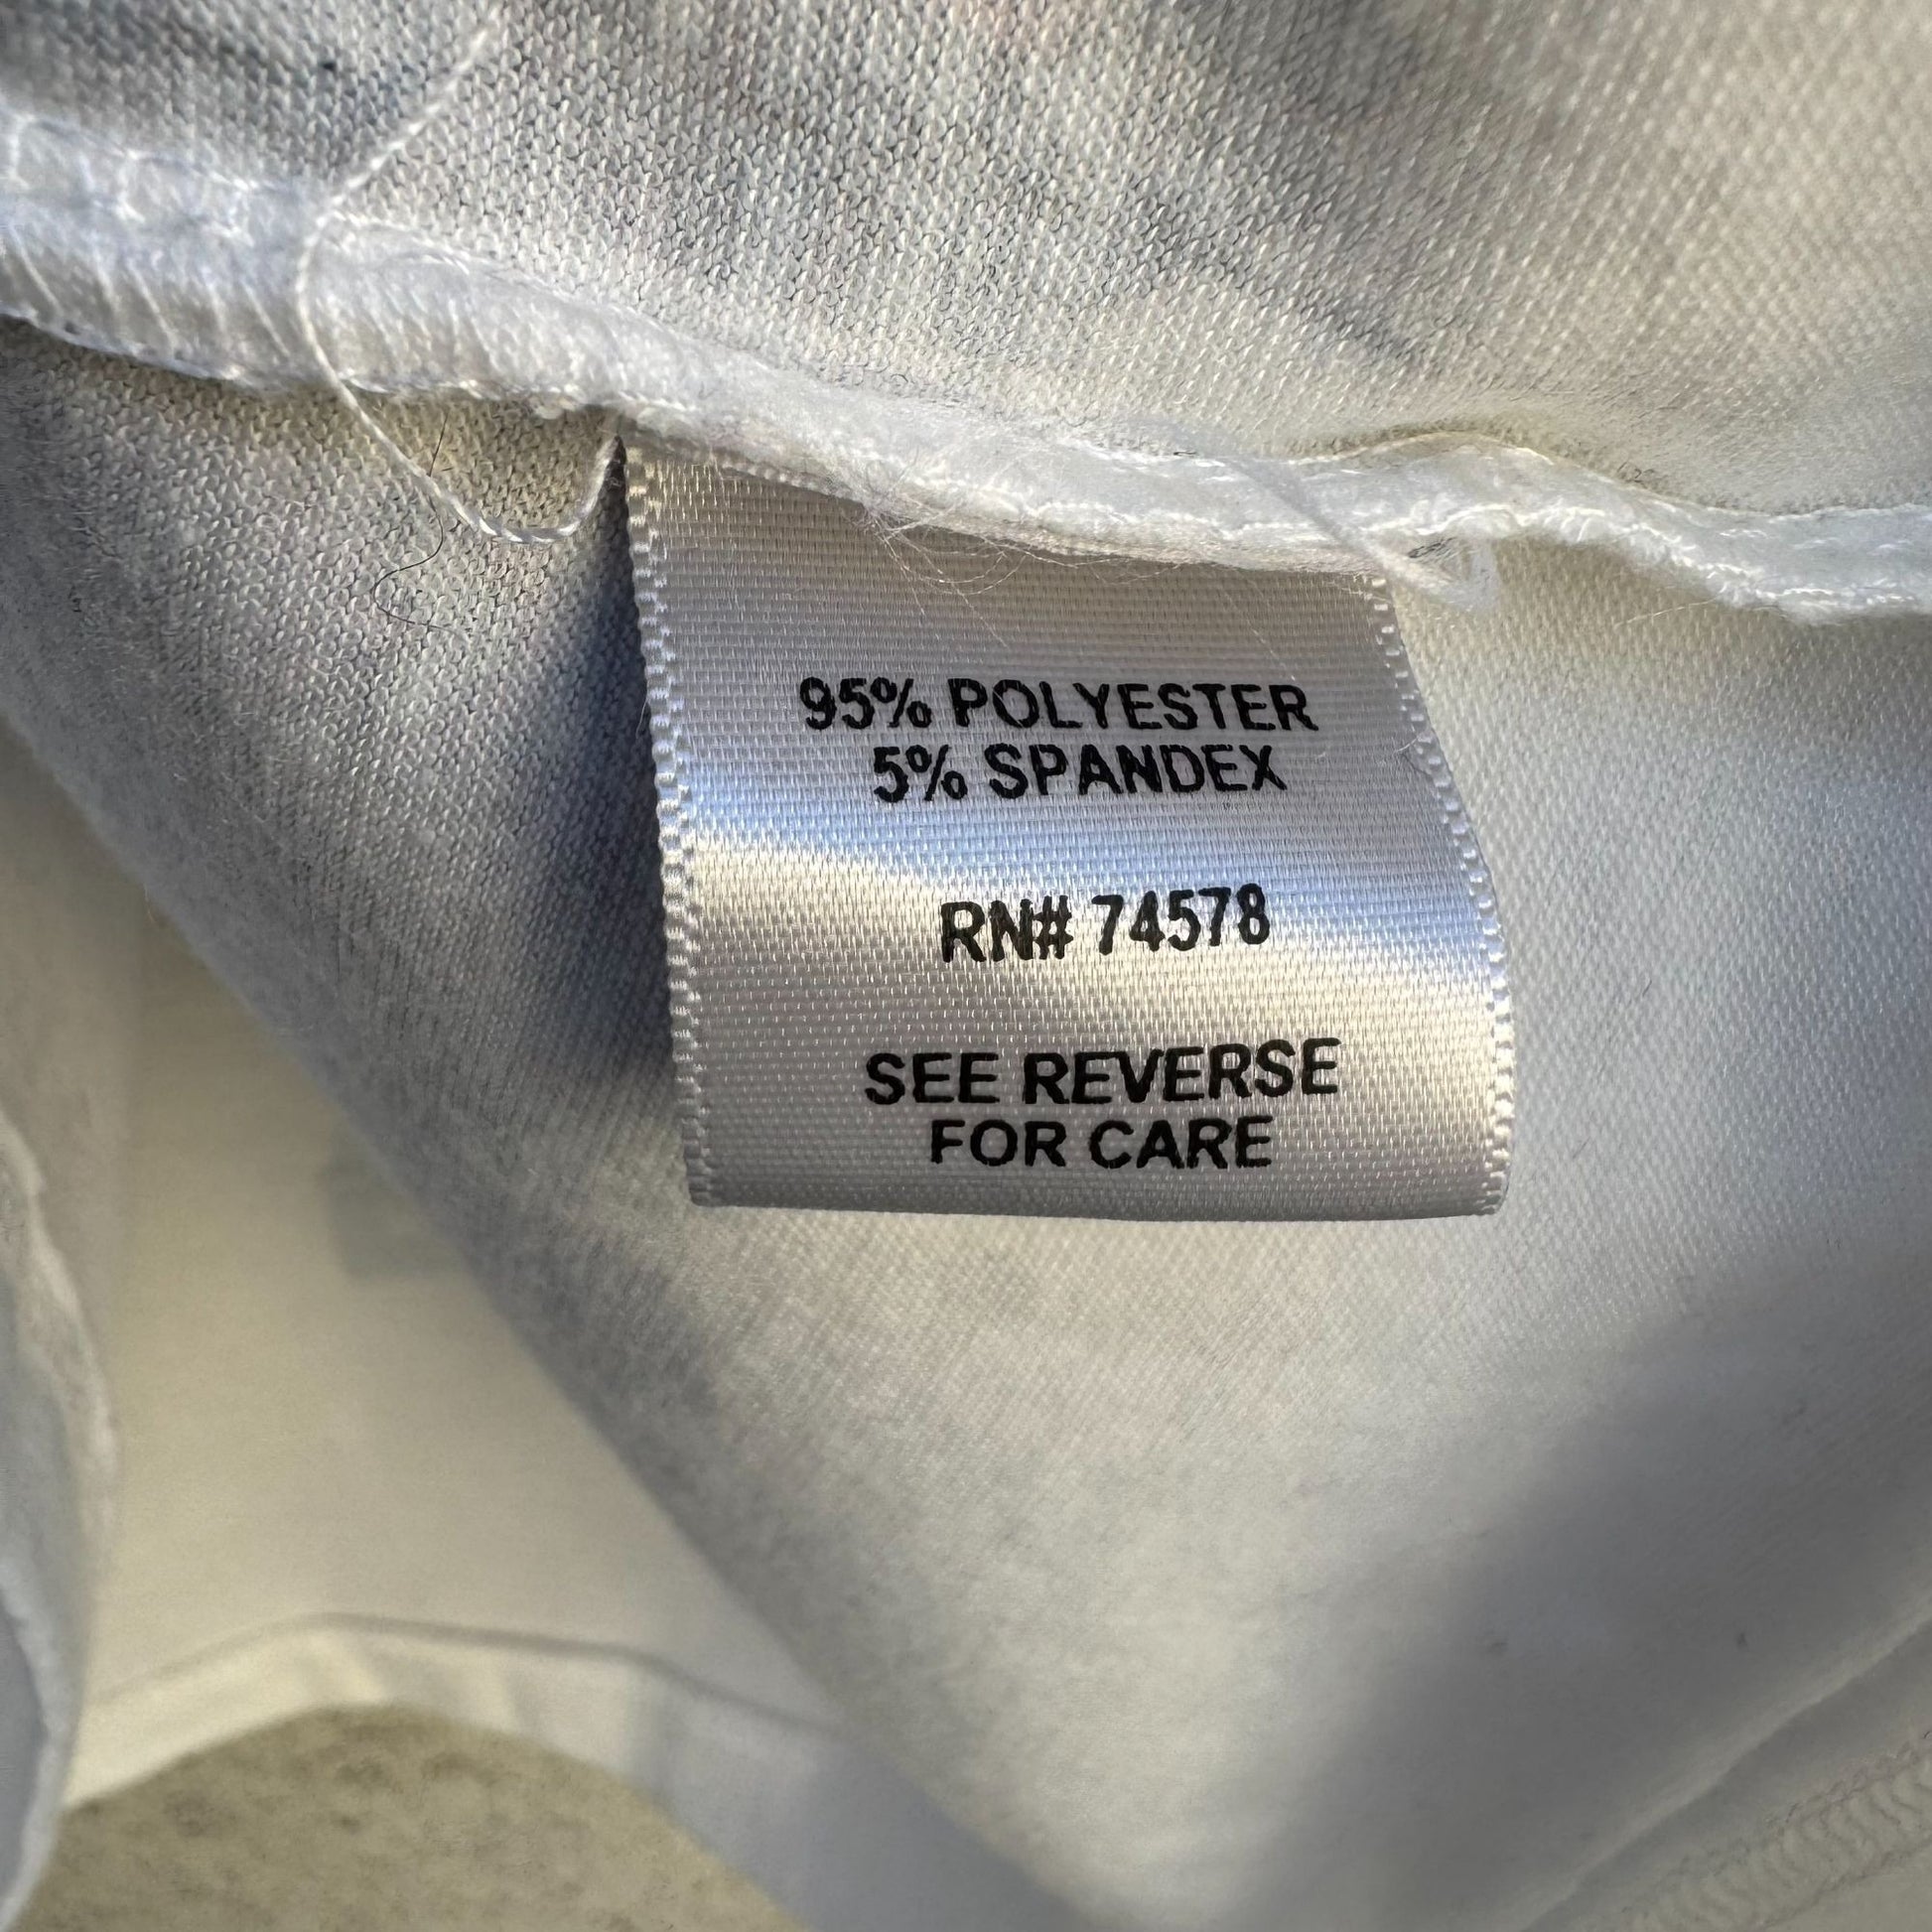 95% POLYESTER
5% SPANDEX
RN# 74578
SEE REVERSE
FOR CARE